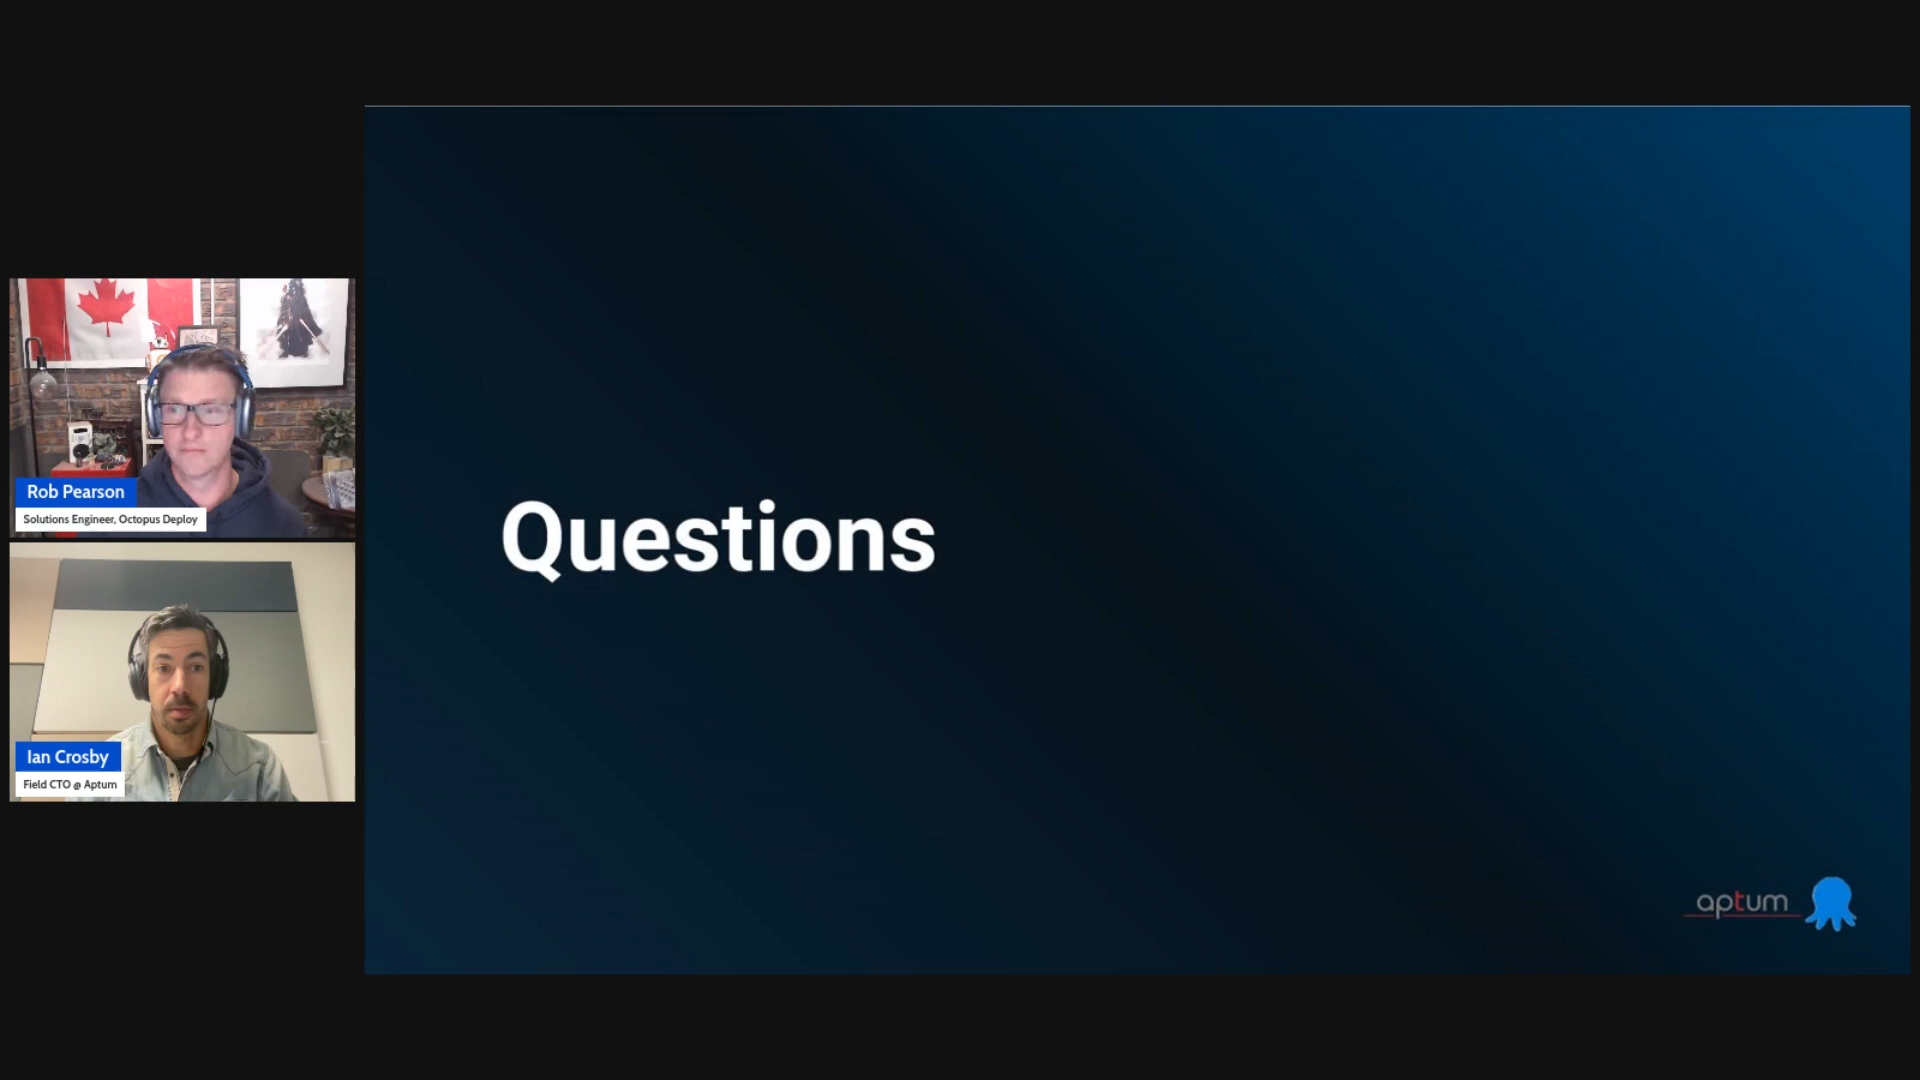 Rob Pearson
Solutions Engineer, Octopus Deploy
Ian Crosby
Field CTO @ Aptum
Questions
aptum